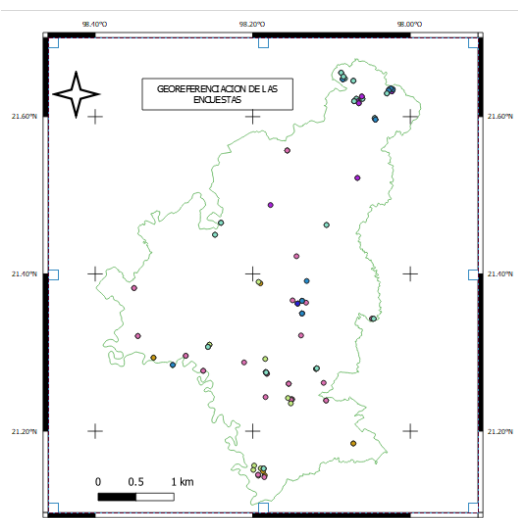 98.40°O 98.20°O 98.00°O
GEOREFERENCIACION DE LAS
ENCUESTAS
21.60°N 21.60°N
21.40°N 21.40°N
21.20°N 21.20°N
0 0.5 1 km